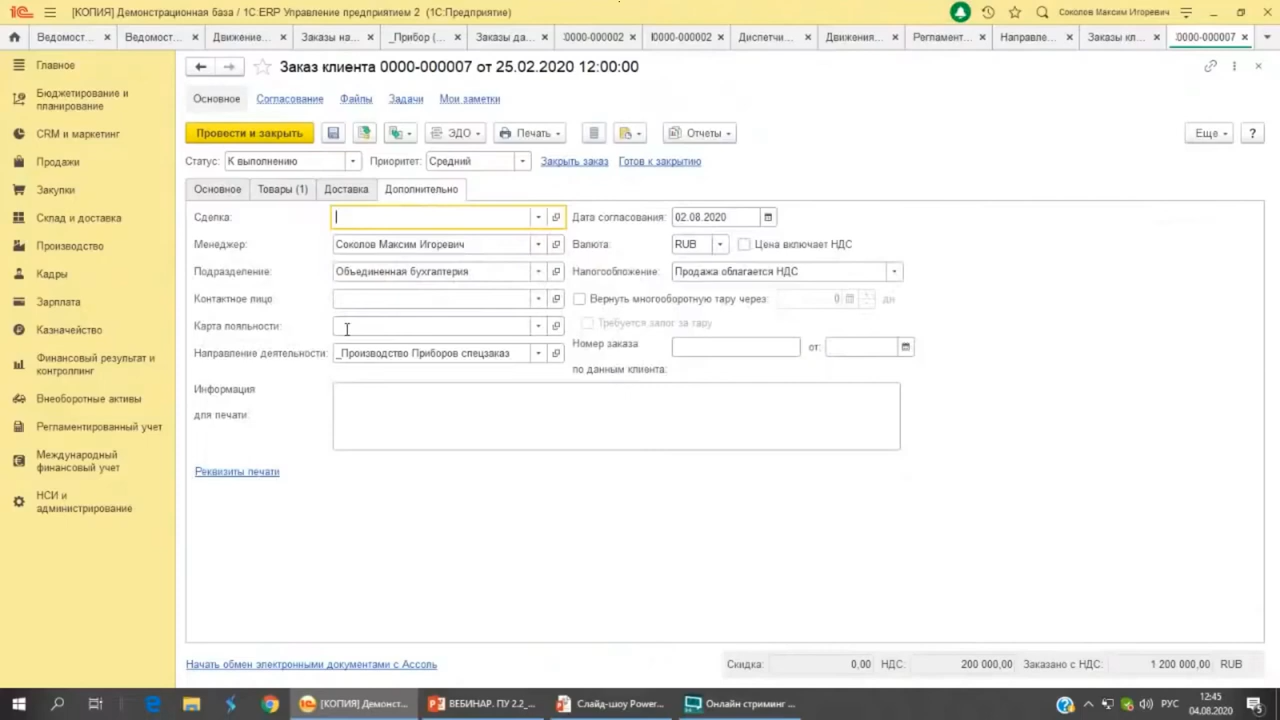 [КОПИЯ] Демонстрационная база / 1С:ERP Управление предприятием 2 (1С:Предприятие)
Соколов Максим Игоревич
Ведомост...
Ведомост...
Движение...
Заказы на...
_Прибор (...
Заказы да...
:0000-000002
I0000-000002
Диспетчи...
Движения...
Регламент...
Направле...
Заказы кл...
:0000-000007
Главное
Бюджетирование и
планирование
CRM и маркетинг
Продажи
Закупки
Склад и доставка
Производство
Кадры
Зарплата
Казначейство
Финансовый результат и
контроллинг
Внеоборотные активы
Регламентированный учет
Международный
финансовый учет
НСИ и
администрирование
Заказ клиента 0000-000007 от 25.02.2020 12:00:00
Основное Согласование Файлы Задачи Мои заметки
Провести и закрыть ЭДО Печать Отчеты Еще ?
Статус: К выполнению Приоритет: Средний Закрыть заказ Готов к закрытию
Основное Товары (1) Доставка Дополнительно
Сделка: Дата согласования: 02.08.2020
Менеджер: Соколов Максим Игоревич Валюта: RUB Цена включает НДС
Подразделение: Объединенная бухгалтерия Налогообложение: Продажа облагается НДС
Контактное лицо: Вернуть многооборотную тару через: 0 дн
Карта лояльности: Требуется залог за тару
Направление деятельности: _Производство Приборов спецзаказ Номер заказа от:
по данным клиента:
Информация
для печати:
Реквизиты печати
Начать обмен электронными документами с Ассоль Скидка: 0,00 НДС: 200 000,00 Заказано с НДС: 1 200 000,00 RUB
[КОПИЯ] Демонст...
ВЕБИНАР. ПУ 2.2_...
Слайд-шоу Power...
Онлайн стриминг ...
РУС
12:45
04.08.2020
5